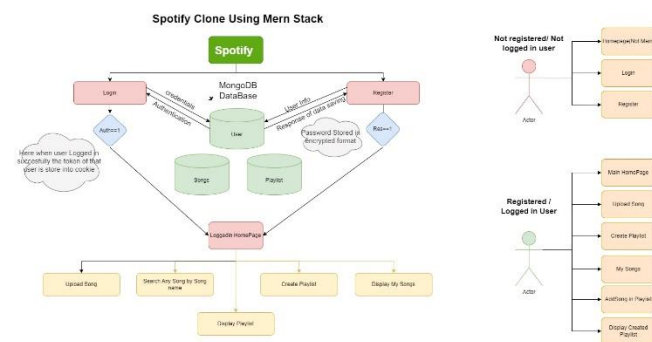 Spotify Clone Using Mern Stack
Spotify
Login
Register
MongoDB
DataBase
credentials
Authentication
User Info
Response of data saving
User
Auth==1
Res==1
Here when user Logged in
succesfully the token of that
user is store into cookie
Password Stored in
encrypted format
Songs
Playlist
LoggedIn HomePage
Upload Song
Search Any Song by Song
name
Create Playlist
Display My Songs
Display Playlist
Not registered/ Not
logged in user
Actor
Login
Register
Registered /
Logged in User
Actor
Main HomePage
Upload Song
Create Playlist
My Songs
AddSong in Playlist
Display Created
Playlist